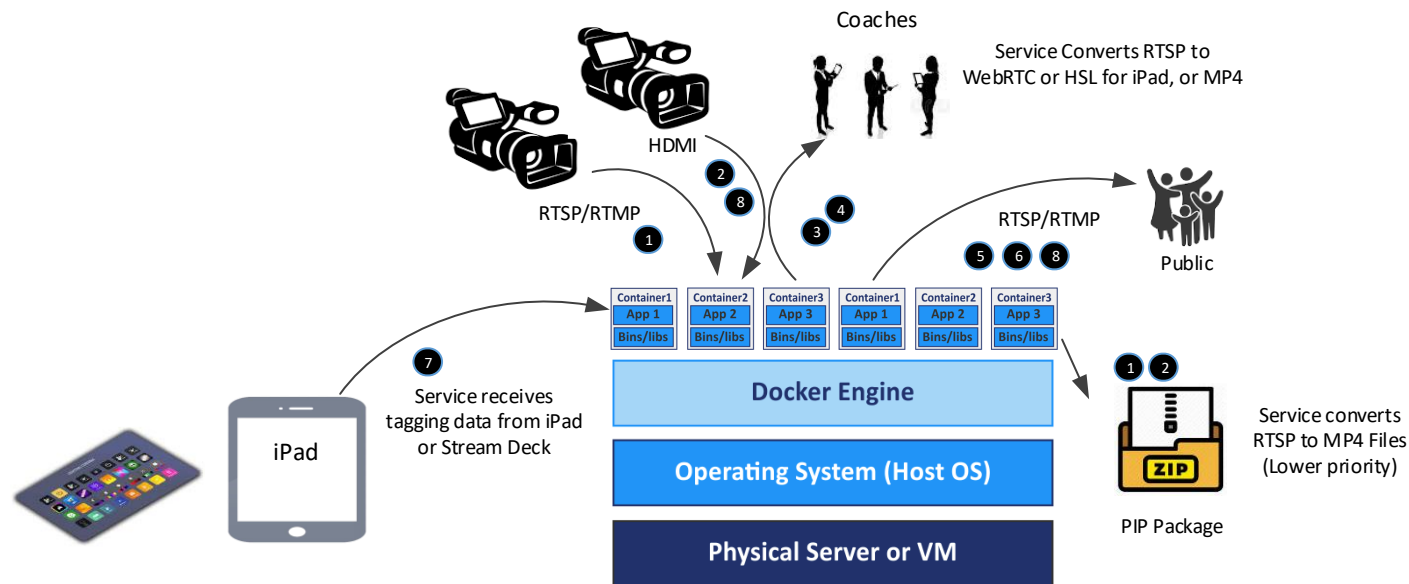 Coaches
Service Converts RTSP to
WebRTC or HSL for iPad, or MP4
HDMI
2
8
RTSP/RTMP
1
4
3
RTSP/RTMP
5 6 8
Public
Container1
App 1
Bins/libs
Container2
App 2
Bins/libs
Container3
App 3
Bins/libs
Container1
App 1
Bins/libs
Container2
App 2
Bins/libs
Container3
App 3
Bins/libs
7
Service receives
tagging data from iPad
or Stream Deck
iPad
Docker Engine
Operating System (Host OS)
Physical Server or VM
1 2
ZIP
PIP Package
Service converts
RTSP to MP4 Files
(Lower priority)